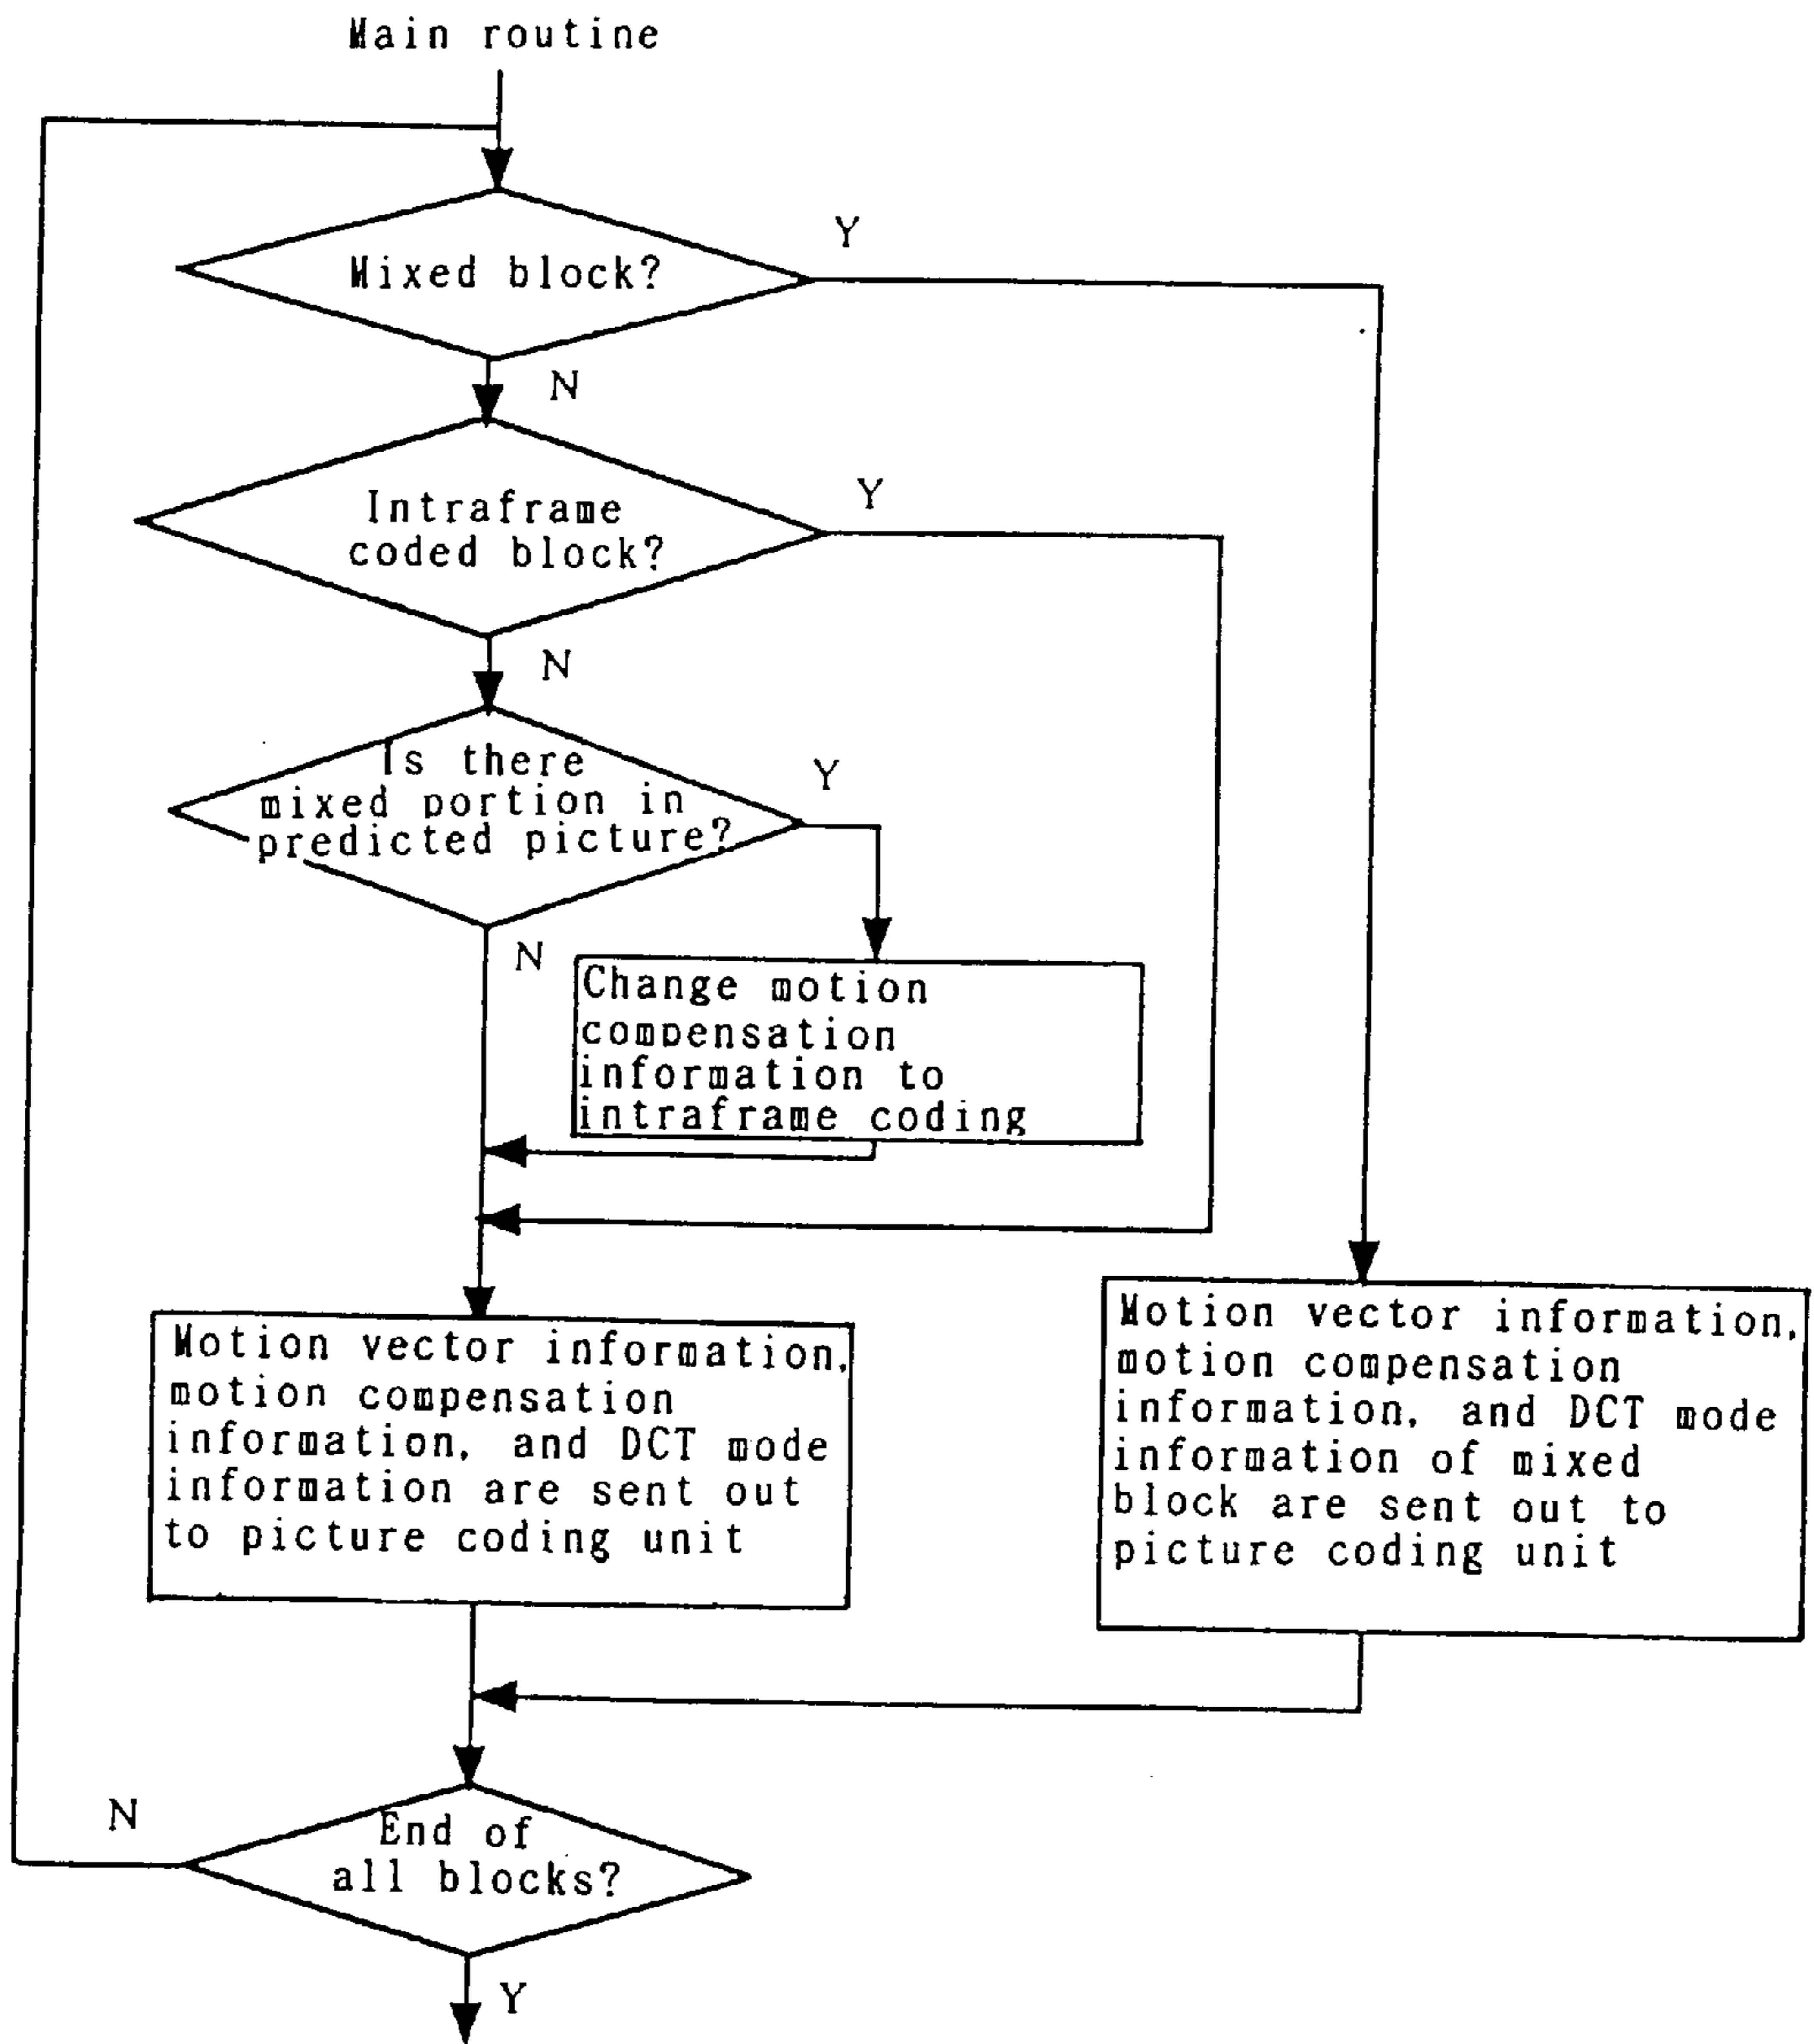 Main routine
Mixed block?
Y
N
Intraframe
coded block?
Y
N
Is there
mixed portion in
predicted picture?
Y
N
Change motion
compensation
information to
intraframe coding
Motion vector information,
motion compensation
information, and DCT mode
information are sent out
to picture coding unit
Motion vector information,
motion compensation
information, and DCT mode
information of mixed
block are sent out to
picture coding unit
N
End of
all blocks?
Y